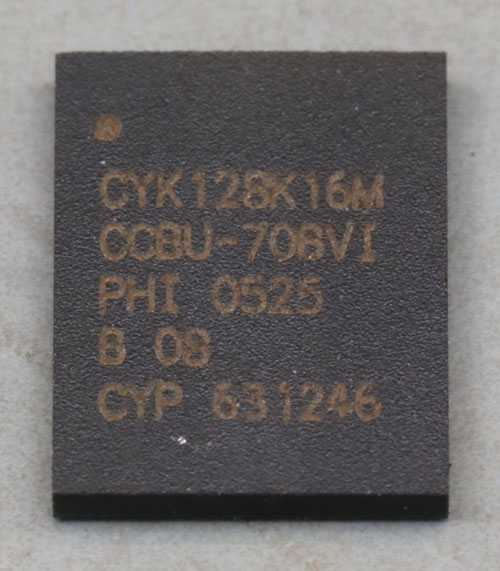 CYK128K16M
CCBU-70BVI
PHI 0525
B 08
CYP 631246